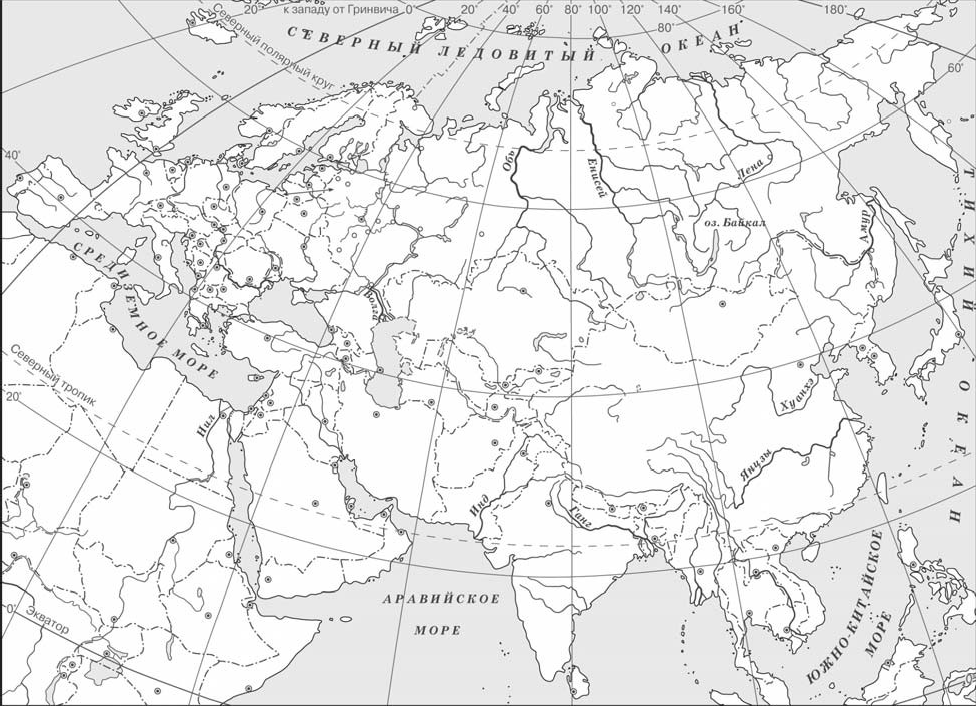 20° к западу от Гринвича 0° 20° 40 60° 80° 100° 120° 140° 160° 180°
80°
60°
Северный полярный круг
СЕВЕРНЫЙ ЛЕДОВИТЫЙ ОКЕАН
40°
Обь
Енисей
Лена
оз. Байкал
Амур
ТИХИЙ ОКЕАН
СРЕДИЗЕМНОЕ МОРЕ
Волга
Северный тропик
20°
Нил
Хуанхэ
Янцзы
Инд
Ганг
АРАВИЙСКОЕ
МОРЕ
ЮЖНО-КИТАЙСКОЕ
МОРЕ
0°
Экватор
0°